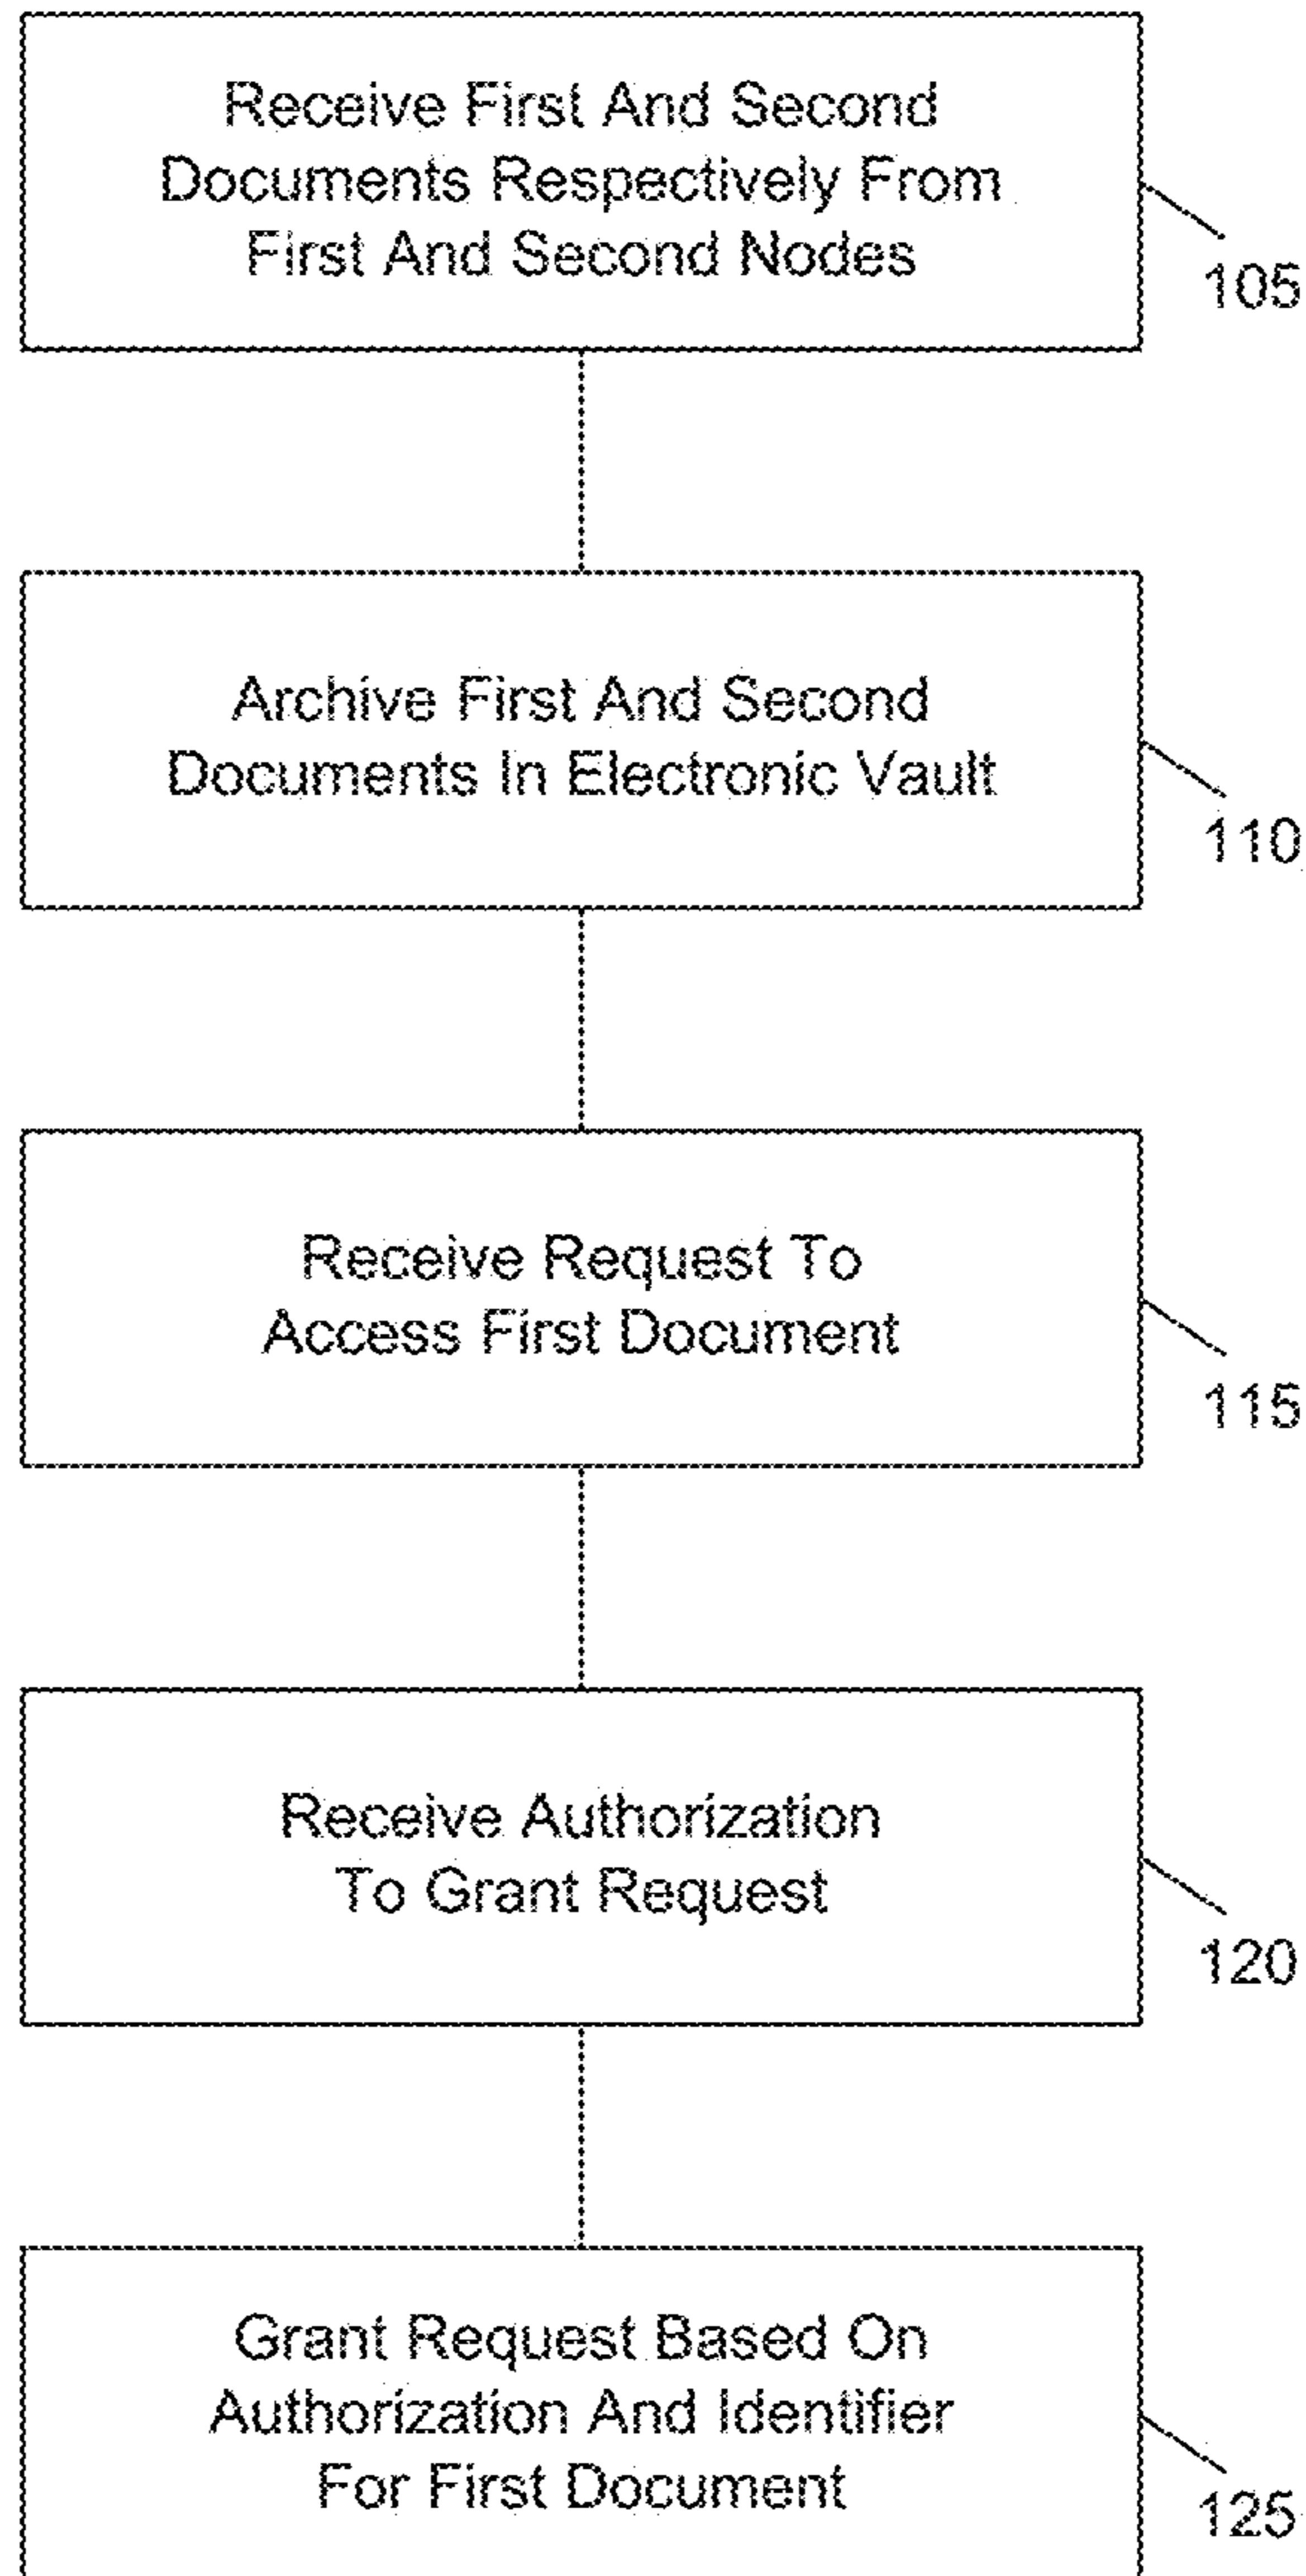 Receive First And Second
Documents Respectively From
First And Second Nodes
105
Archive First And Second
Documents In Electronic Vault
110
Receive Request To
Access First Document
115
Receive Authorization
To Grant Request
120
Grant Request Based On
Authorization And Identifier
For First Document
125